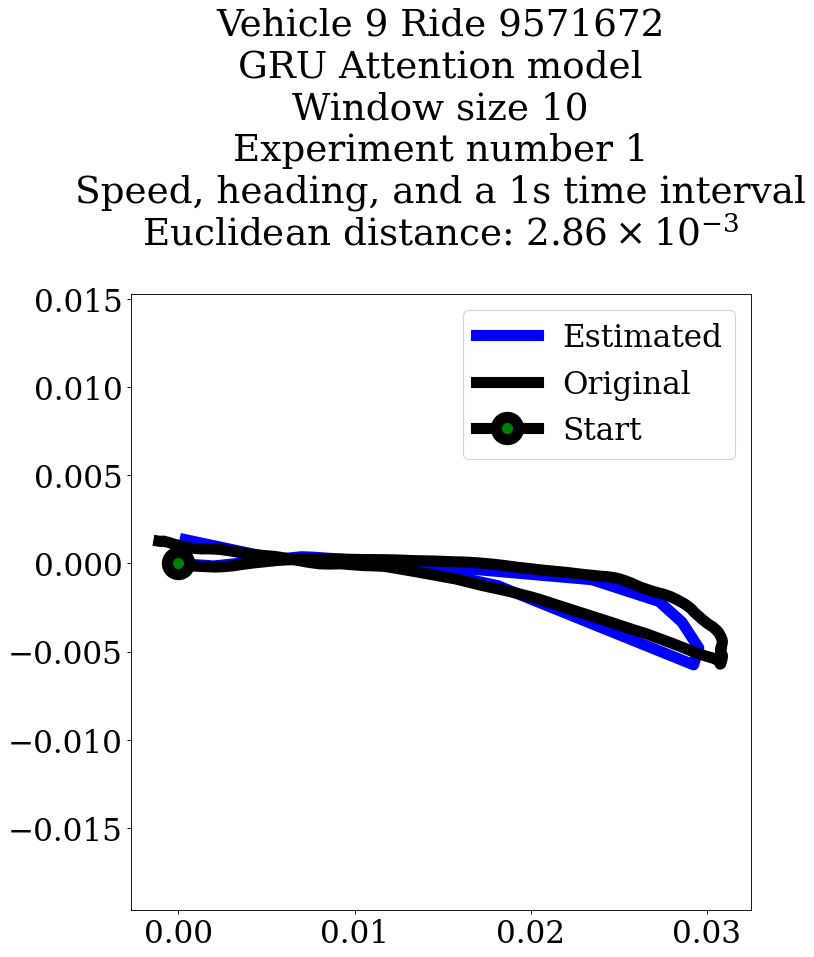 Vehicle 9 Ride 9571672
GRU Attention model
Window size 10
Experiment number 1
Speed, heading, and a 1s time interval
Euclidean distance: 2.86 × 10⁻³
Estimated
Original
Start
0.015
0.010
0.005
0.000
−0.005
−0.010
−0.015
0.00 0.01 0.02 0.03